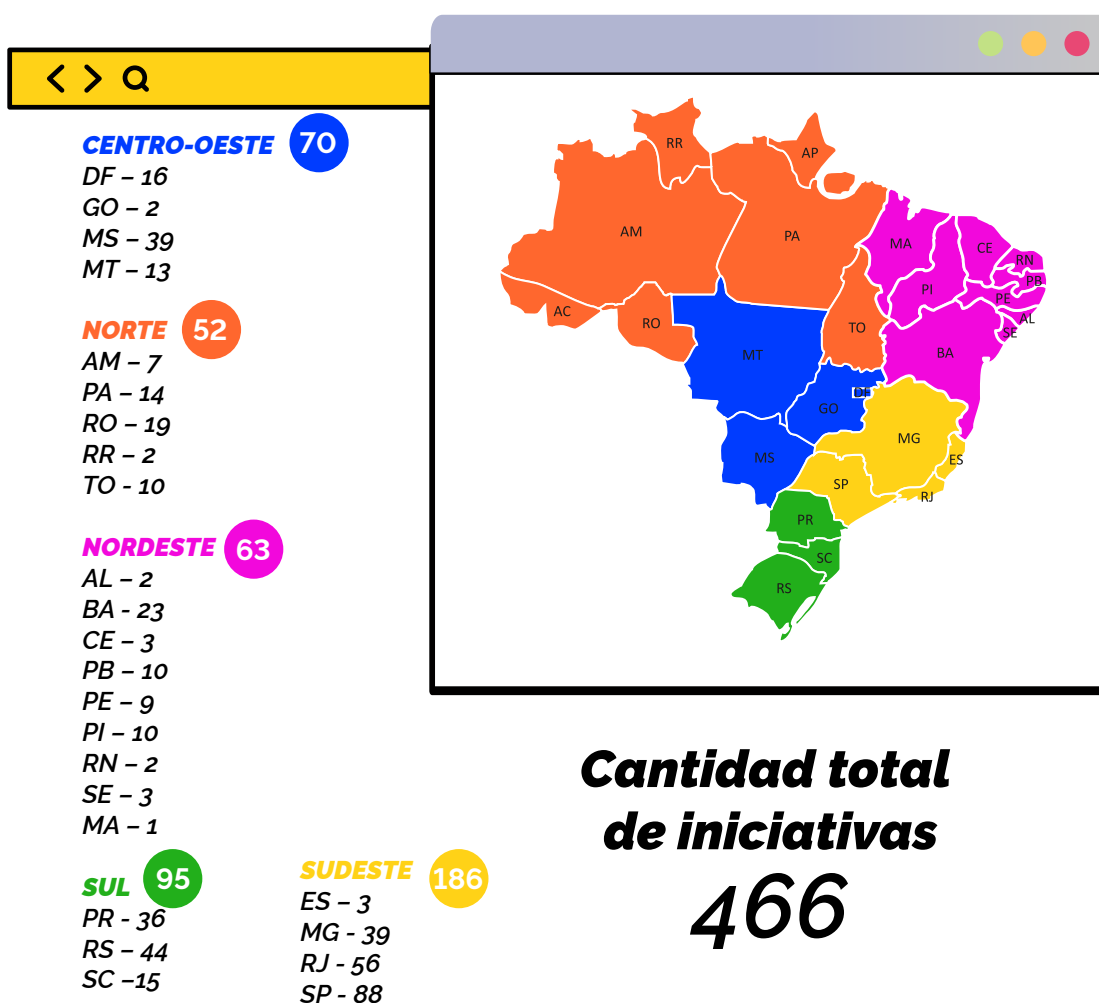 CENTRO-OESTE 70
DF – 16
GO – 2
MS – 39
MT – 13
NORTE 52
AM – 7
PA – 14
RO – 19
RR – 2
TO - 10
NORDESTE 63
AL – 2
BA - 23
CE – 3
PB – 10
PE – 9
PI – 10
RN – 2
SE – 3
MA – 1
SUL 95
PR - 36
RS – 44
SC –15
SUDESTE 186
ES – 3
MG - 39
RJ - 56
SP - 88
RR
AP
AM
PA
MA
CE
RN
PB
PI
PE
AL
SE
AC
RO
TO
MT
BA
DF
GO
MG
MS
ES
SP
RJ
PR
SC
RS
Cantidad total
de iniciativas
466